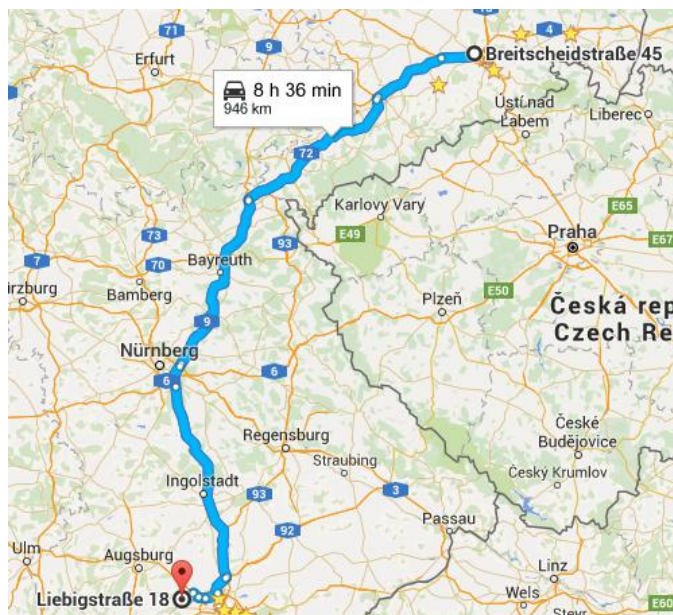 71
9
4
Breitscheidstraße 45
Erfurt
8 h 36 min
946 km
Ústí nad
Labem
Liberec
72
Karlovy Vary
E65
73
93
E49
Praha
E67
7
70
Bayreuth
E50
Bamberg
Plzeň
rzburg
Česká rep
Czech Re
9
Nürnberg
6
6
České
Budějovice
Regensburg
Straubing
Český Krumlov
Ingolstadt
93
3
92
Passau
Ulm
Augsburg
Linz
Liebigstraße 18
Wels
E60
Steyr